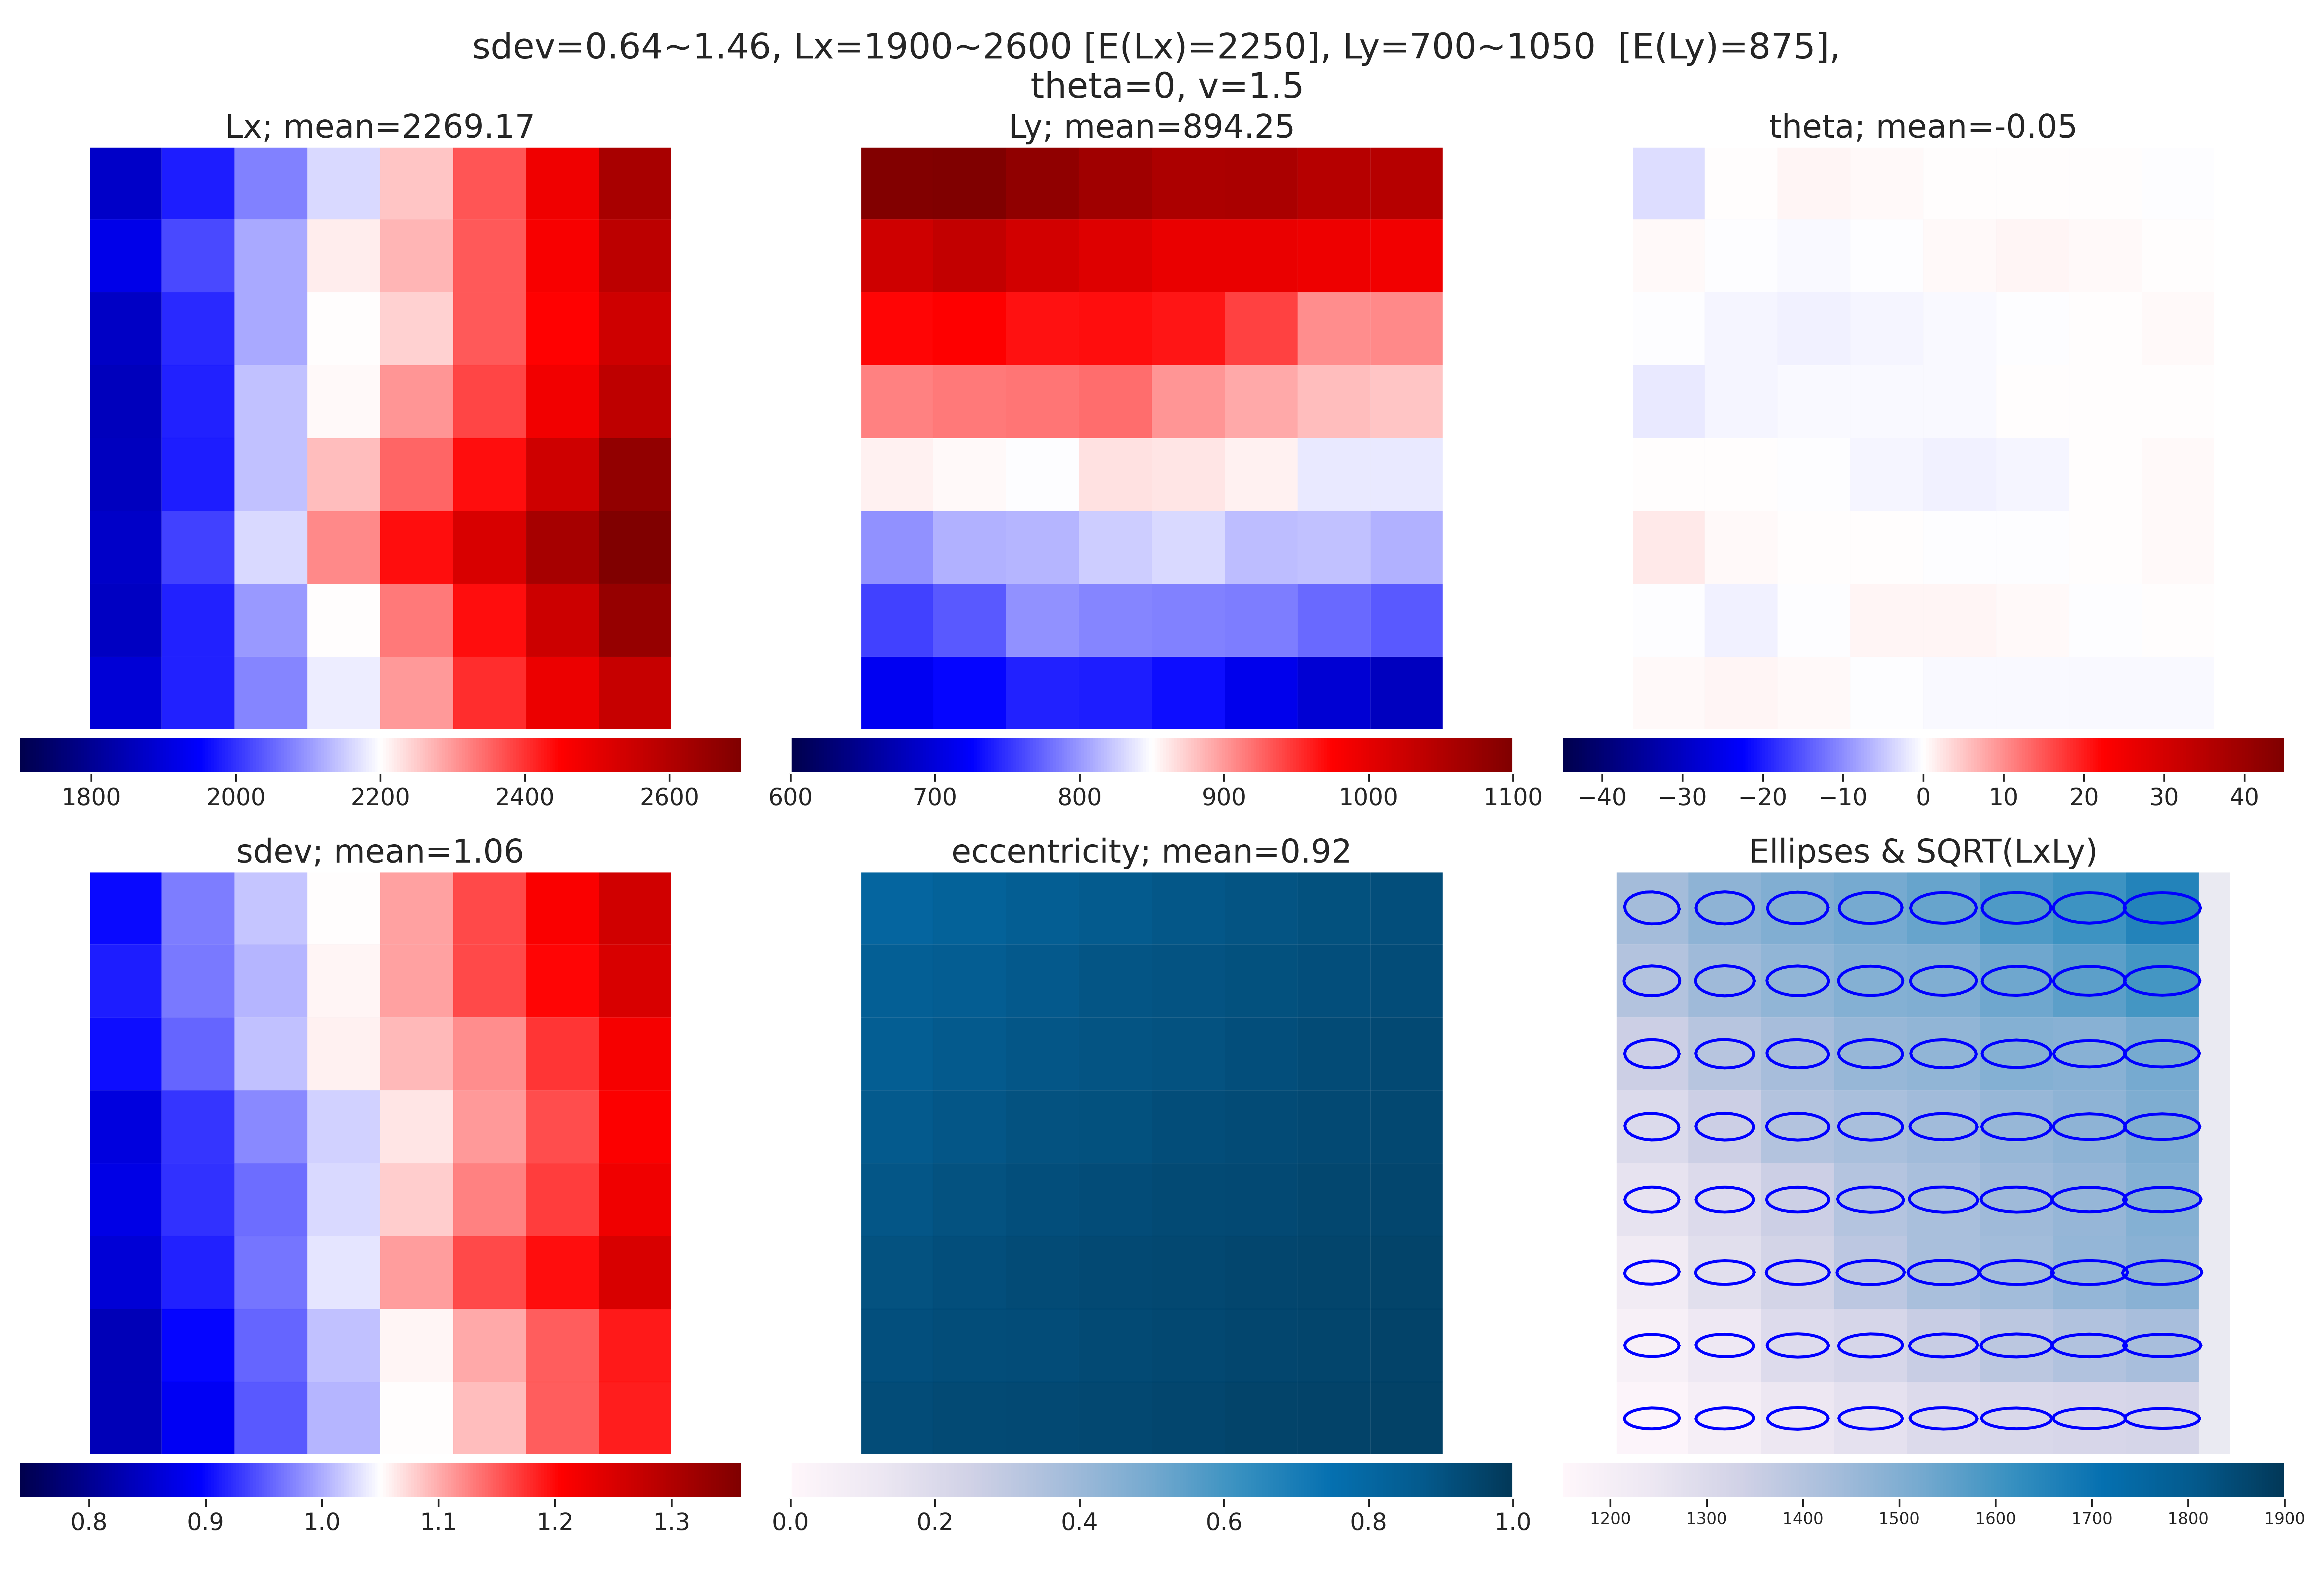 sdev=0.64~1.46, Lx=1900~2600 [E(Lx)=2250], Ly=700~1050  [E(Ly)=875],
theta=0, v=1.5
Lx; mean=2269.17
Ly; mean=894.25
theta; mean=-0.05
1800 2000 2200 2400 2600
600 700 800 900 1000 1100
−40 −30 −20 −10 0 10 20 30 40
sdev; mean=1.06
eccentricity; mean=0.92
Ellipses & SQRT(LxLy)
0.8 0.9 1.0 1.1 1.2 1.3
0.0 0.2 0.4 0.6 0.8 1.0
1200 1300 1400 1500 1600 1700 1800 1900